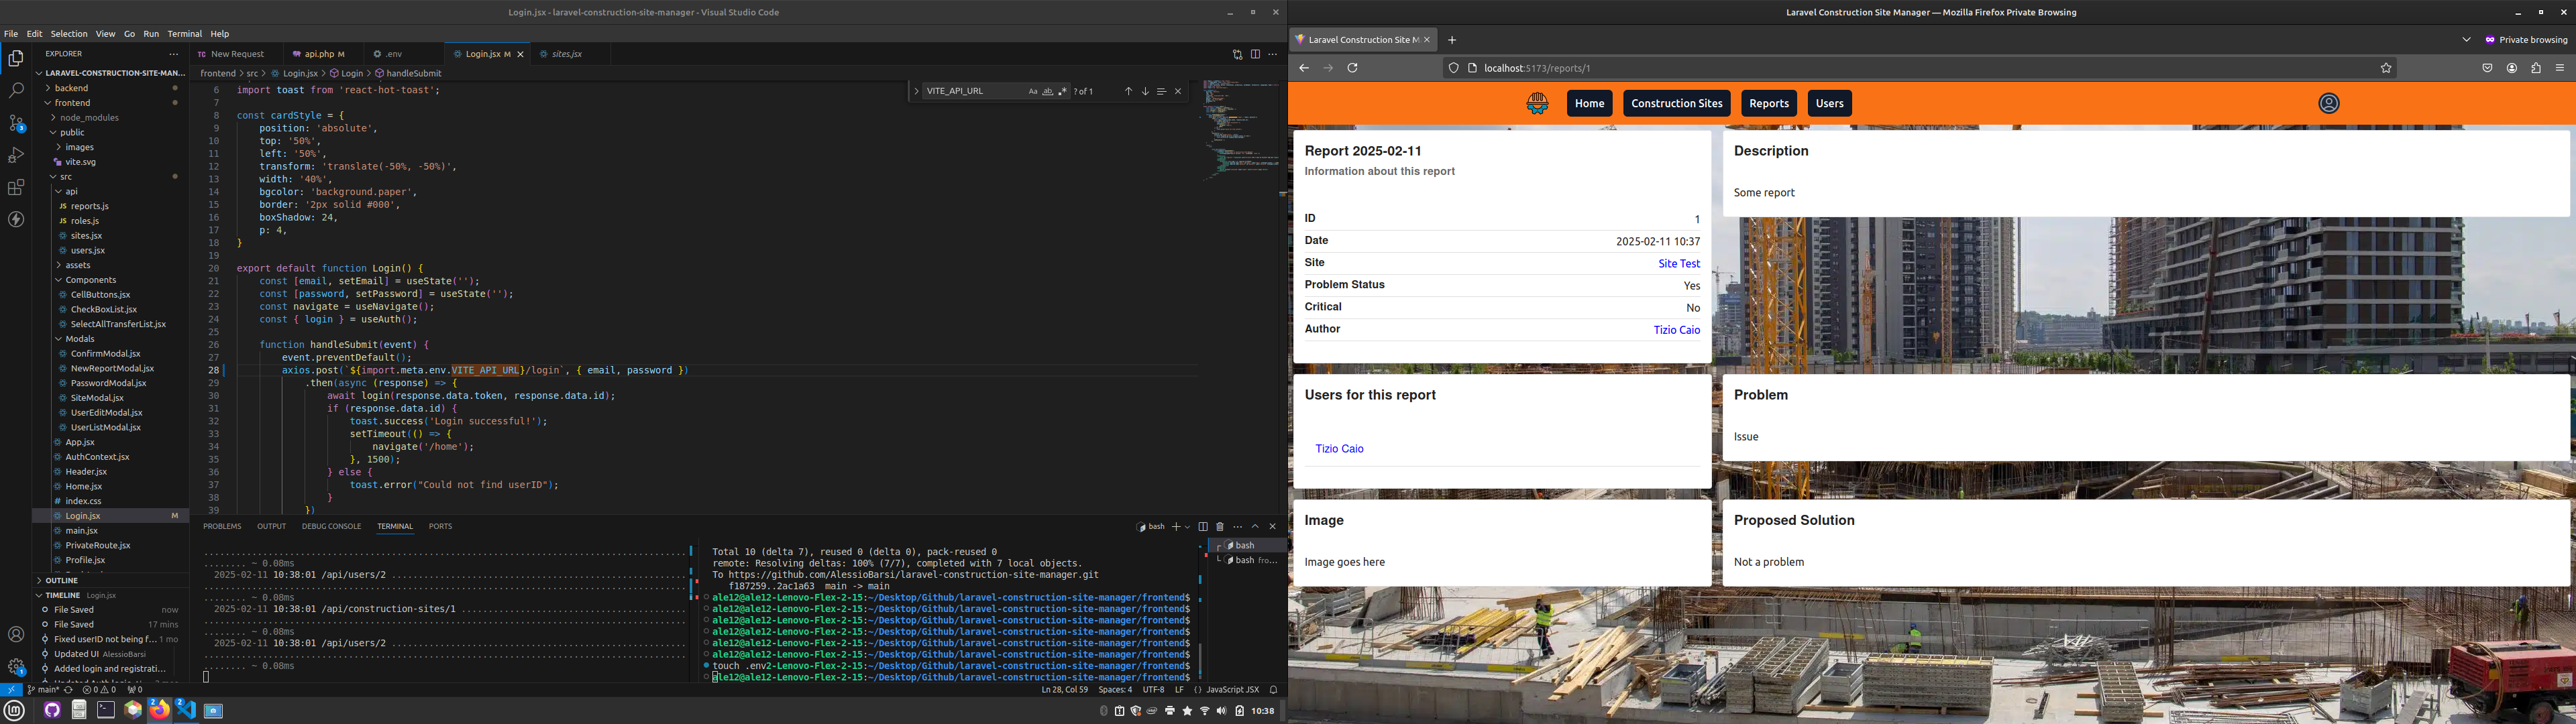 Login.jsx - laravel-construction-site-manager - Visual Studio Code
File Edit Selection View Go Run Terminal Help
EXPLORER
LARAVEL-CONSTRUCTION-SITE-MAN...
backend
frontend
node_modules
public
images
vite.svg
src
api
reports.js
roles.js
sites.jsx
users.jsx
assets
Components
CellButtons.jsx
CheckBoxList.jsx
SelectAllTransferList.jsx
Modals
ConfirmModal.jsx
NewReportModal.jsx
PasswordModal.jsx
SiteModal.jsx
UserEditModal.jsx
UserListModal.jsx
App.jsx
AuthContext.jsx
Header.jsx
Home.jsx
index.css
Login.jsx M
main.jsx
PrivateRoute.jsx
Profile.jsx
OUTLINE
TIMELINE Login.jsx
File Saved now
File Saved 17 mins
Fixed userID not being f... 1 mo
Updated UI AlessioBarsi
Added login and registrati...
TC New Request
api.php M
.env
Login.jsx M
sites.jsx
frontend > src > Login.jsx > Login > handleSubmit
VITE_API_URL Aa ab ? of 1
6 import toast from 'react-hot-toast';
7
8 const cardStyle = {
9 position: 'absolute',
10 top: '50%',
11 left: '50%',
12 transform: 'translate(-50%, -50%)',
13 width: '40%',
14 bgcolor: 'background.paper',
15 border: '2px solid #000',
16 boxShadow: 24,
17 p: 4,
18 }
19
20 export default function Login() {
21 const [email, setEmail] = useState('');
22 const [password, setPassword] = useState('');
23 const navigate = useNavigate();
24 const { login } = useAuth();
25
26 function handleSubmit(event) {
27 event.preventDefault();
28 axios.post(`${import.meta.env.VITE_API_URL}/login`, { email, password })
29 .then(async (response) => {
30 await login(response.data.token, response.data.id);
31 if (response.data.id) {
32 toast.success('Login successful!');
33 setTimeout(() => {
34 navigate('/home');
35 }, 1500);
36 } else {
37 toast.error("Could not find userID");
38 }
39 })
PROBLEMS OUTPUT DEBUG CONSOLE TERMINAL PORTS
bash
........ ~ 0.08ms
2025-02-11 10:38:01 /api/users/2
........ ~ 0.08ms
2025-02-11 10:38:01 /api/construction-sites/1
........ ~ 0.08ms
2025-02-11 10:38:01 /api/users/2
........ ~ 0.08ms
Total 10 (delta 7), reused 0 (delta 0), pack-reused 0
remote: Resolving deltas: 100% (7/7), completed with 7 local objects.
To https://github.com/AlessioBarsi/laravel-construction-site-manager.git
f187259..2ac1a63 main -> main
ale12@ale12-Lenovo-Flex-2-15:~/Desktop/Github/laravel-construction-site-manager/frontend$
ale12@ale12-Lenovo-Flex-2-15:~/Desktop/Github/laravel-construction-site-manager/frontend$
ale12@ale12-Lenovo-Flex-2-15:~/Desktop/Github/laravel-construction-site-manager/frontend$
ale12@ale12-Lenovo-Flex-2-15:~/Desktop/Github/laravel-construction-site-manager/frontend$
ale12@ale12-Lenovo-Flex-2-15:~/Desktop/Github/laravel-construction-site-manager/frontend$
ale12@ale12-Lenovo-Flex-2-15:~/Desktop/Github/laravel-construction-site-manager/frontend$
touch .env2-Lenovo-Flex-2-15:~/Desktop/Github/laravel-construction-site-manager/frontend$
ale12@ale12-Lenovo-Flex-2-15:~/Desktop/Github/laravel-construction-site-manager/frontend$
bash
bash fro...
main* 0 0 0
Ln 28, Col 59 Spaces: 4 UTF-8 LF { } JavaScript JSX
10:38
Laravel Construction Site Manager — Mozilla Firefox Private Browsing
Laravel Construction Site M
Private browsing
localhost:5173/reports/1
Home
Construction Sites
Reports
Users
Report 2025-02-11
Information about this report
ID 1
Date 2025-02-11 10:37
Site Site Test
Problem Status Yes
Critical No
Author Tizio Caio
Description
Some report
Users for this report
Tizio Caio
Problem
Issue
Image
Image goes here
Proposed Solution
Not a problem